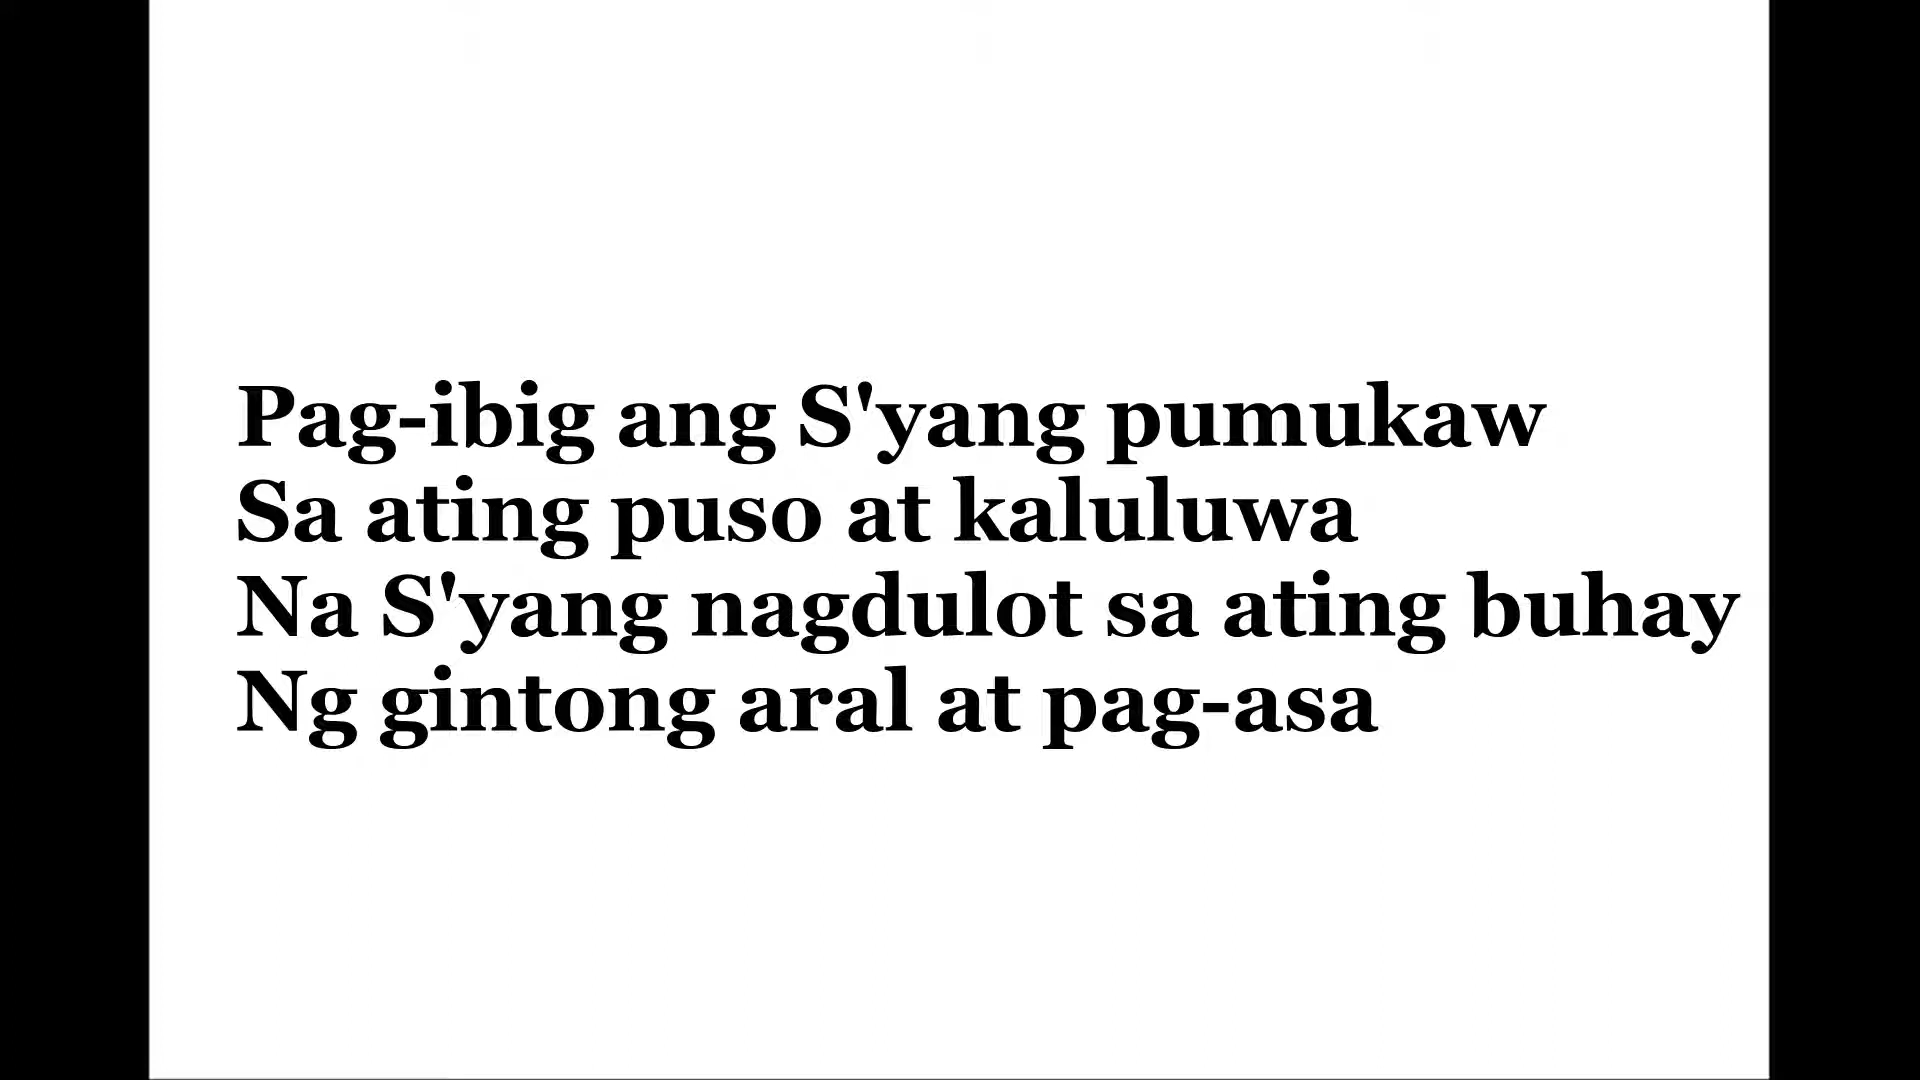 Pag-ibig ang S'yang pumukaw
Sa ating puso at kaluluwa
Na S'yang nagdulot sa ating buhay
Ng gintong aral at pag-asa